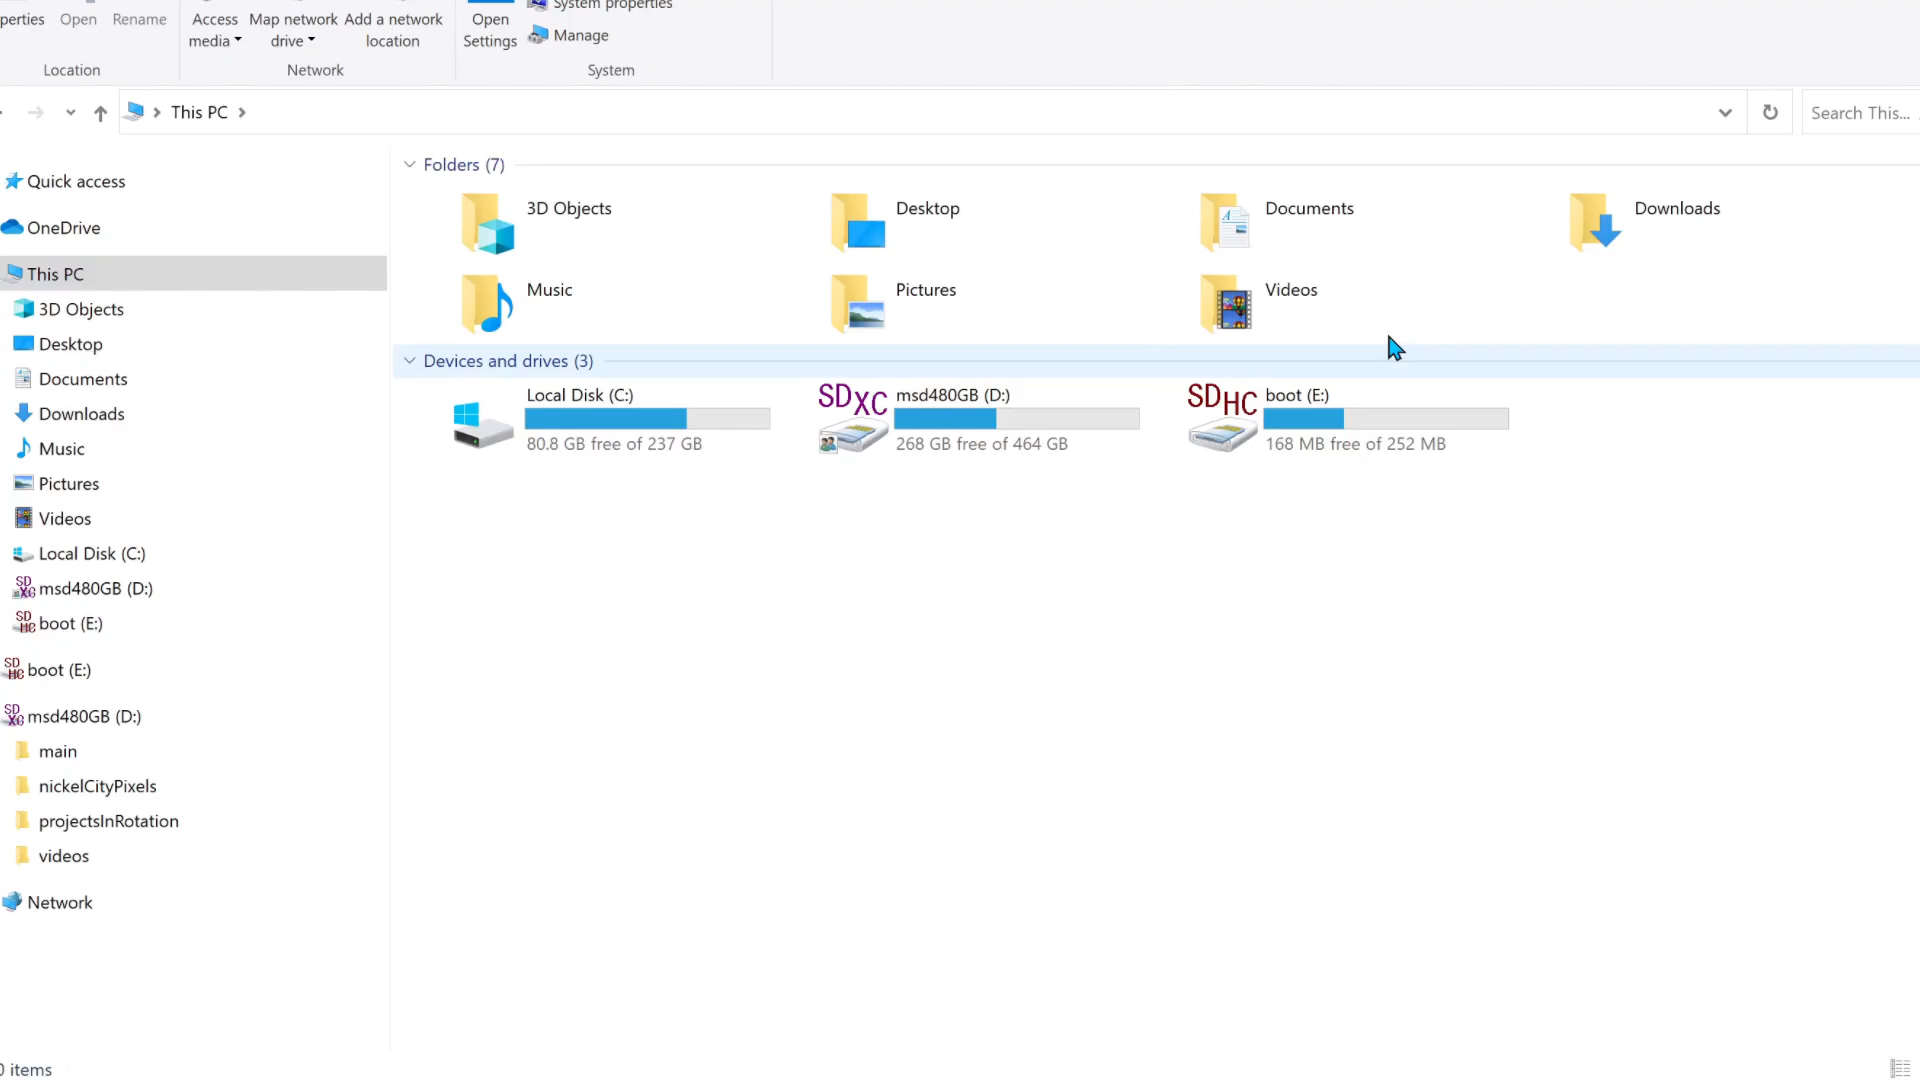 perties Open Rename
Access media
Map network drive
Add a network location
Open Settings
System properties
Manage
Location
Network
System
This PC
Search This...
Quick access
OneDrive
This PC
3D Objects
Desktop
Documents
Downloads
Music
Pictures
Videos
Local Disk (C:)
msd480GB (D:)
boot (E:)
boot (E:)
msd480GB (D:)
main
nickelCityPixels
projectsInRotation
videos
Network
Folders (7)
3D Objects
Desktop
Documents
Downloads
Music
Pictures
Videos
Devices and drives (3)
Local Disk (C:)
80.8 GB free of 237 GB
SDXC
msd480GB (D:)
268 GB free of 464 GB
SDHC
boot (E:)
168 MB free of 252 MB
0 items